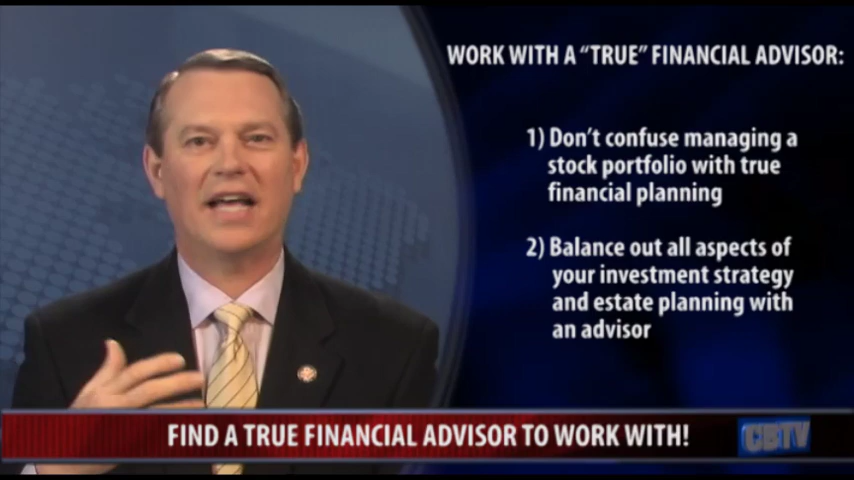 WORK WITH A “TRUE” FINANCIAL ADVISOR:
1) Don’t confuse managing a
stock portfolio with true
financial planning
2) Balance out all aspects of
your investment strategy
and estate planning with
an advisor
FIND A TRUE FINANCIAL ADVISOR TO WORK WITH!
CBTV